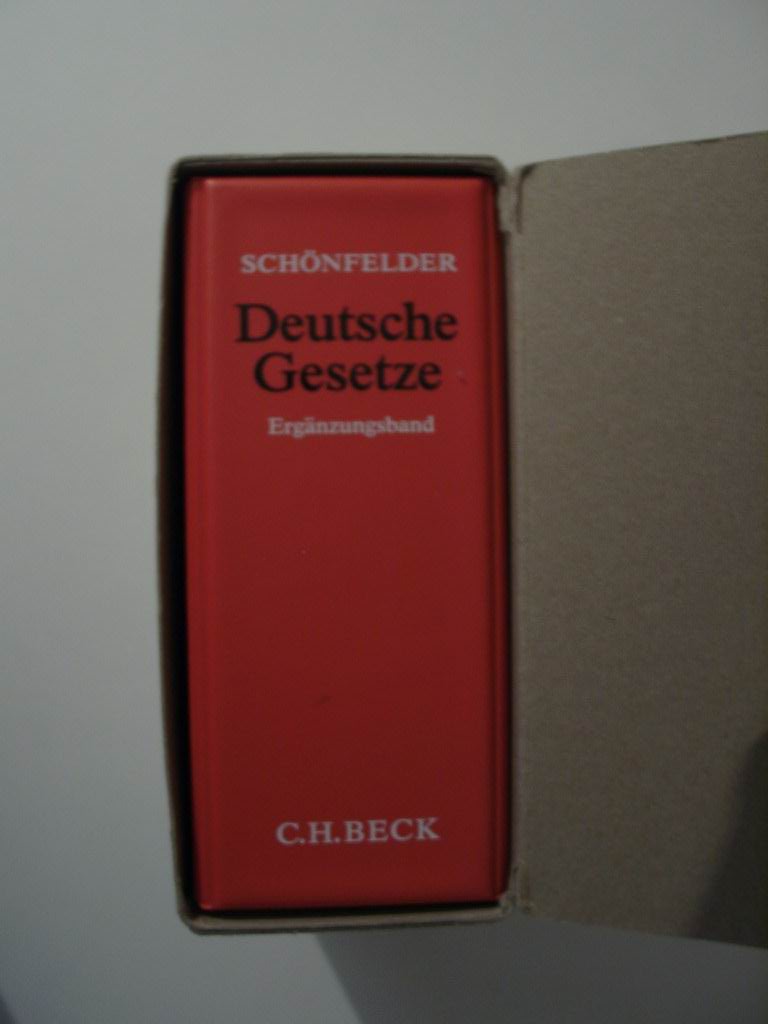 SCHÖNFELDER
Deutsche
Gesetze
Ergänzungsband
C.H.BECK